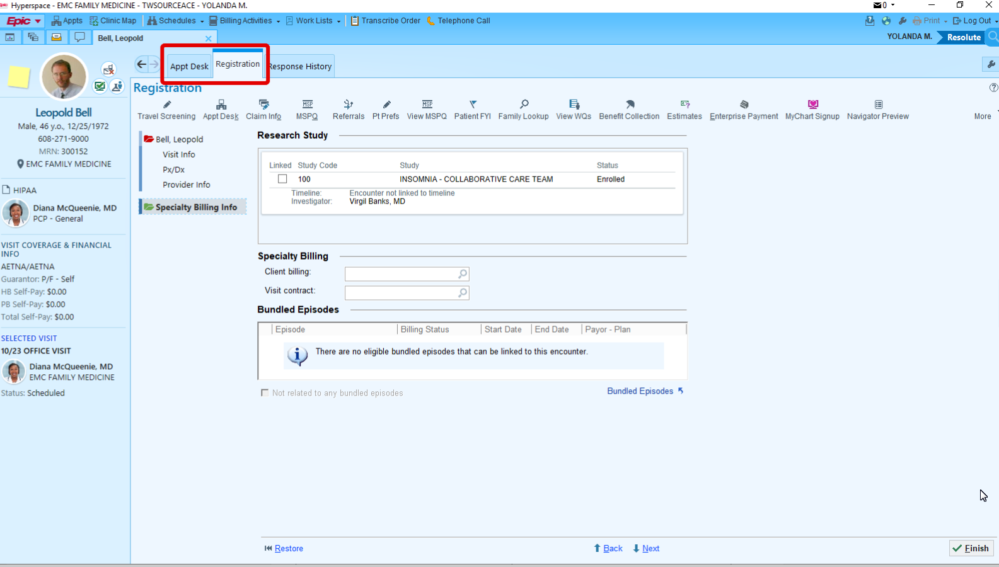 Hyperspace - EMC FAMILY MEDICINE - TWSOURCEACE - YOLANDA M.
0
Epic Appts Clinic Map Schedules Billing Activities Work Lists Transcribe Order Telephone Call Print Log Out
Bell, Leopold
YOLANDA M. Resolute
Appt Desk Registration Response History
Registration
Travel Screening Appt Desk Claim Info MSPQ Referrals Pt Prefs View MSPQ Patient FYI Family Lookup View WQs Benefit Collection Estimates Enterprise Payment MyChart Signup Navigator Preview More
Leopold Bell
Male, 46 y.o., 12/25/1972
608-271-9000
MRN: 300152
EMC FAMILY MEDICINE
HIPAA
Diana McQueenie, MD
PCP - General
VISIT COVERAGE & FINANCIAL
INFO
AETNA/AETNA
Guarantor: P/F - Self
HB Self-Pay: $0.00
PB Self-Pay: $0.00
Total Self-Pay: $0.00
SELECTED VISIT
10/23 OFFICE VISIT
Diana McQueenie, MD
EMC FAMILY MEDICINE
Status: Scheduled
Bell, Leopold
Visit Info
Px/Dx
Provider Info
Specialty Billing Info
Research Study
Linked Study Code Study Status
100 INSOMNIA - COLLABORATIVE CARE TEAM Enrolled
Timeline: Encounter not linked to timeline
Investigator: Virgil Banks, MD
Specialty Billing
Client billing:
Visit contract:
Bundled Episodes
Episode Billing Status Start Date End Date Payor - Plan
There are no eligible bundled episodes that can be linked to this encounter.
Not related to any bundled episodes
Bundled Episodes
Restore Back Next Finish